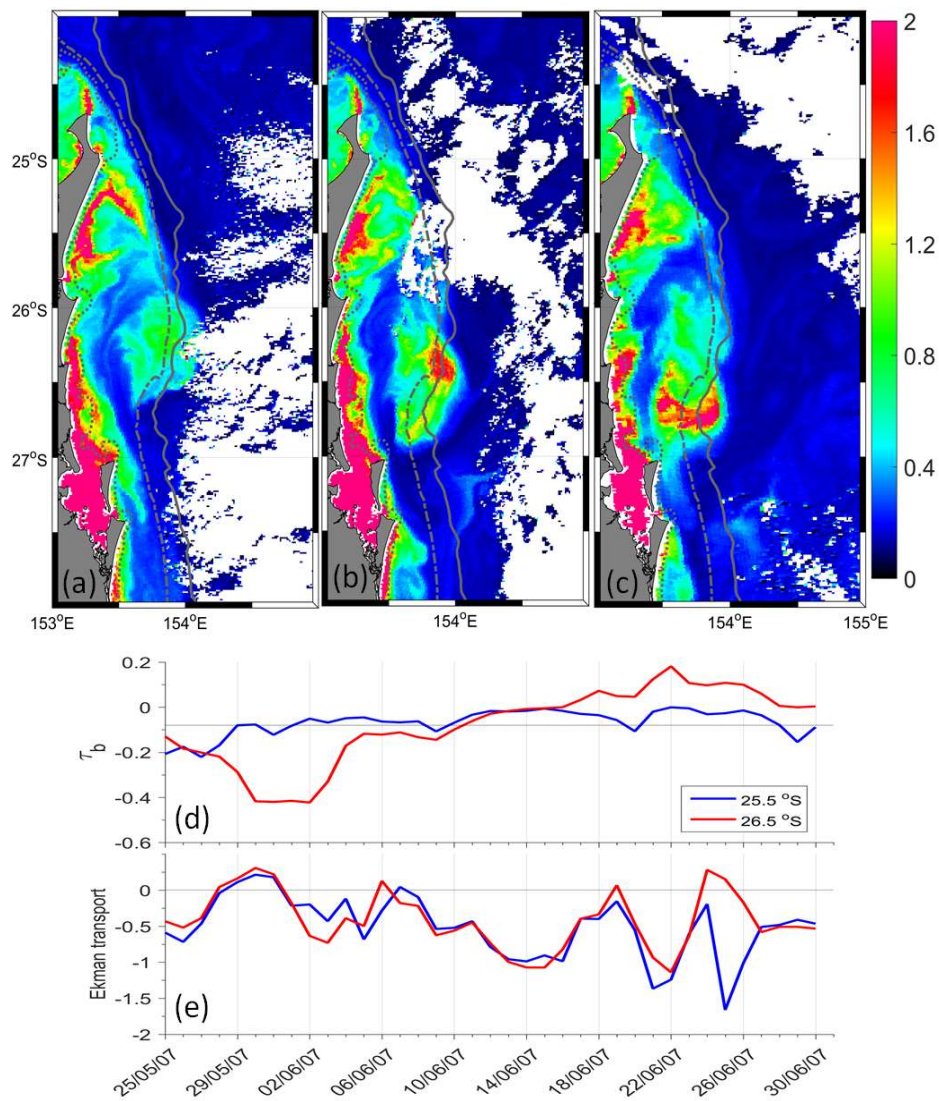 (a)
(b)
(c)
25°S
26°S
27°S
153°E
154°E
154°E
154°E
155°E
2
1.6
1.2
0.8
0.4
0
0.2
0
-0.2
-0.4
-0.6
τb
(d)
25.5 °S
26.5 °S
0
-0.5
-1
-1.5
-2
Ekman transport
(e)
25/05/07
29/05/07
02/06/07
06/06/07
10/06/07
14/06/07
18/06/07
22/06/07
26/06/07
30/06/07